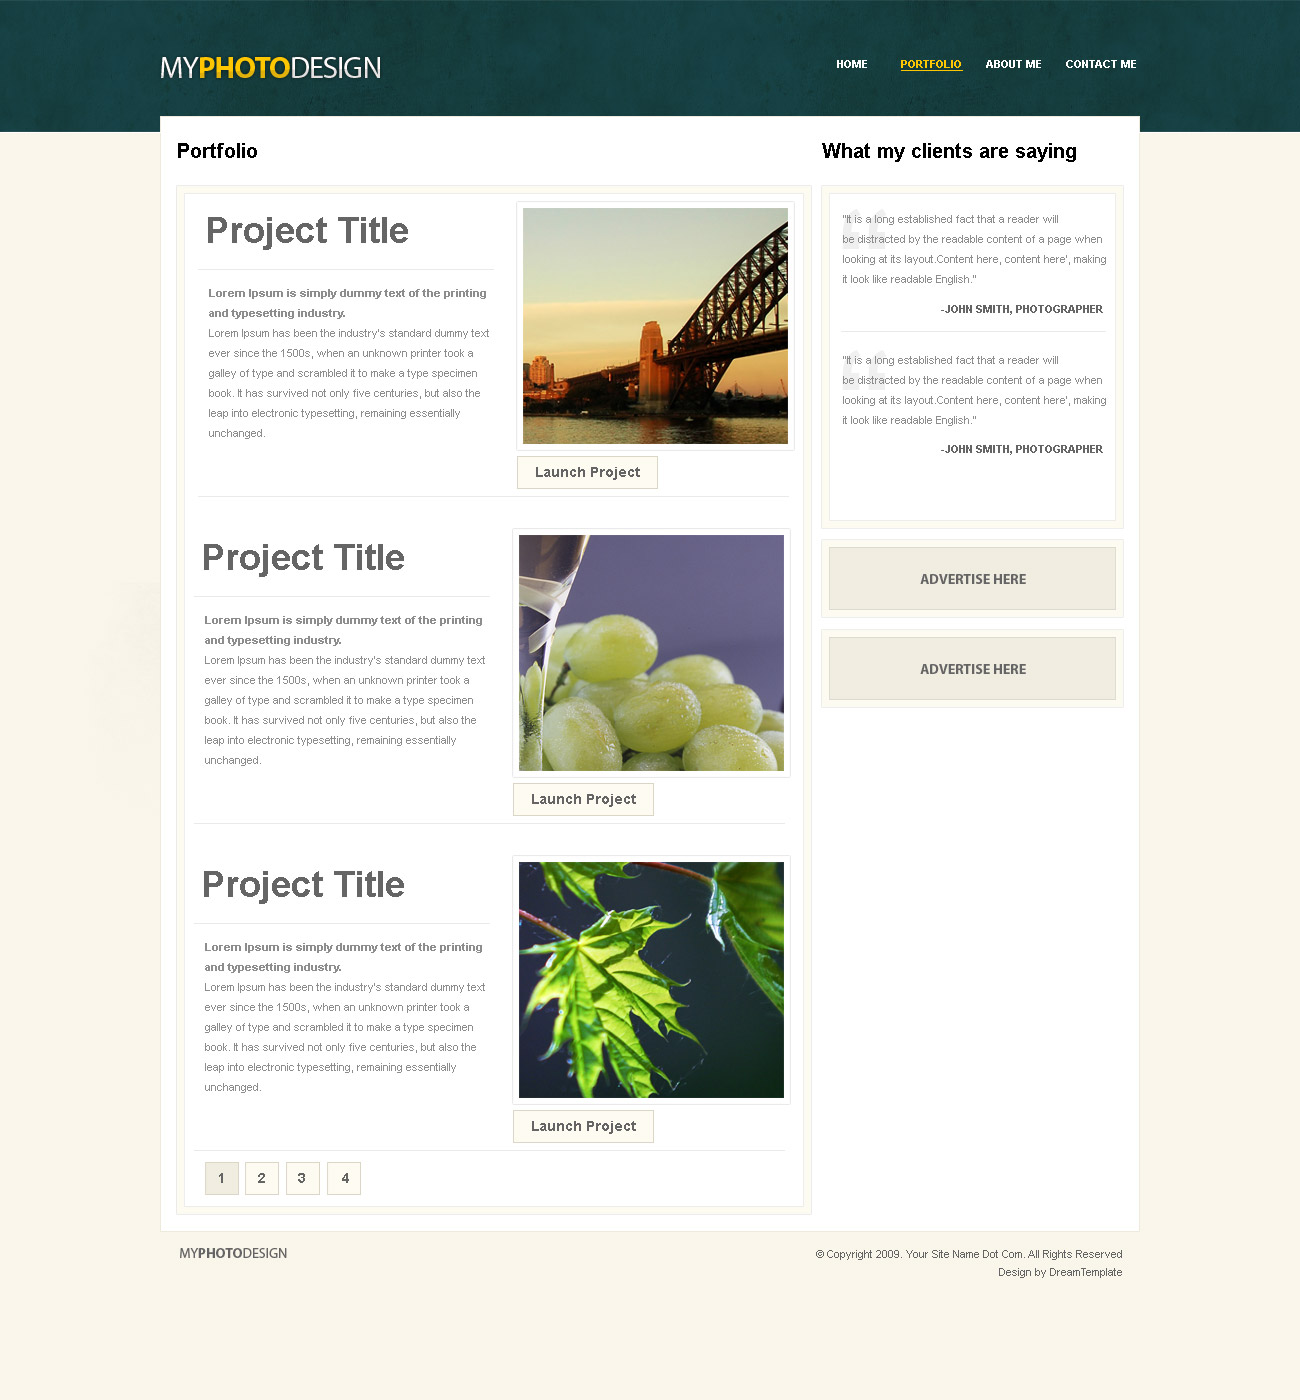 MYPHOTODESIGN
HOME PORTFOLIO ABOUT ME CONTACT ME
Portfolio
Project Title
Lorem Ipsum is simply dummy text of the printing
and typesetting industry.
Lorem Ipsum has been the industry's standard dummy text
ever since the 1500s, when an unknown printer took a
galley of type and scrambled it to make a type specimen
book. It has survived not only five centuries, but also the
leap into electronic typesetting, remaining essentially
unchanged.
Launch Project
Project Title
Lorem Ipsum is simply dummy text of the printing
and typesetting industry.
Lorem Ipsum has been the industry's standard dummy text
ever since the 1500s, when an unknown printer took a
galley of type and scrambled it to make a type specimen
book. It has survived not only five centuries, but also the
leap into electronic typesetting, remaining essentially
unchanged.
Launch Project
Project Title
Lorem Ipsum is simply dummy text of the printing
and typesetting industry.
Lorem Ipsum has been the industry's standard dummy text
ever since the 1500s, when an unknown printer took a
galley of type and scrambled it to make a type specimen
book. It has survived not only five centuries, but also the
leap into electronic typesetting, remaining essentially
unchanged.
Launch Project
1 2 3 4
What my clients are saying
"It is a long established fact that a reader will
be distracted by the readable content of a page when
looking at its layout.Content here, content here', making
it look like readable English."
-JOHN SMITH, PHOTOGRAPHER
"It is a long established fact that a reader will
be distracted by the readable content of a page when
looking at its layout.Content here, content here', making
it look like readable English."
-JOHN SMITH, PHOTOGRAPHER
ADVERTISE HERE
ADVERTISE HERE
MYPHOTODESIGN
© Copyright 2009. Your Site Name Dot Com. All Rights Reserved
Design by DreamTemplate